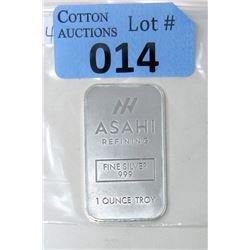 COTTON
AUCTIONS
Lot #
014
ASAHI
REFINING
FINE SILVER
999
1 OUNCE TROY